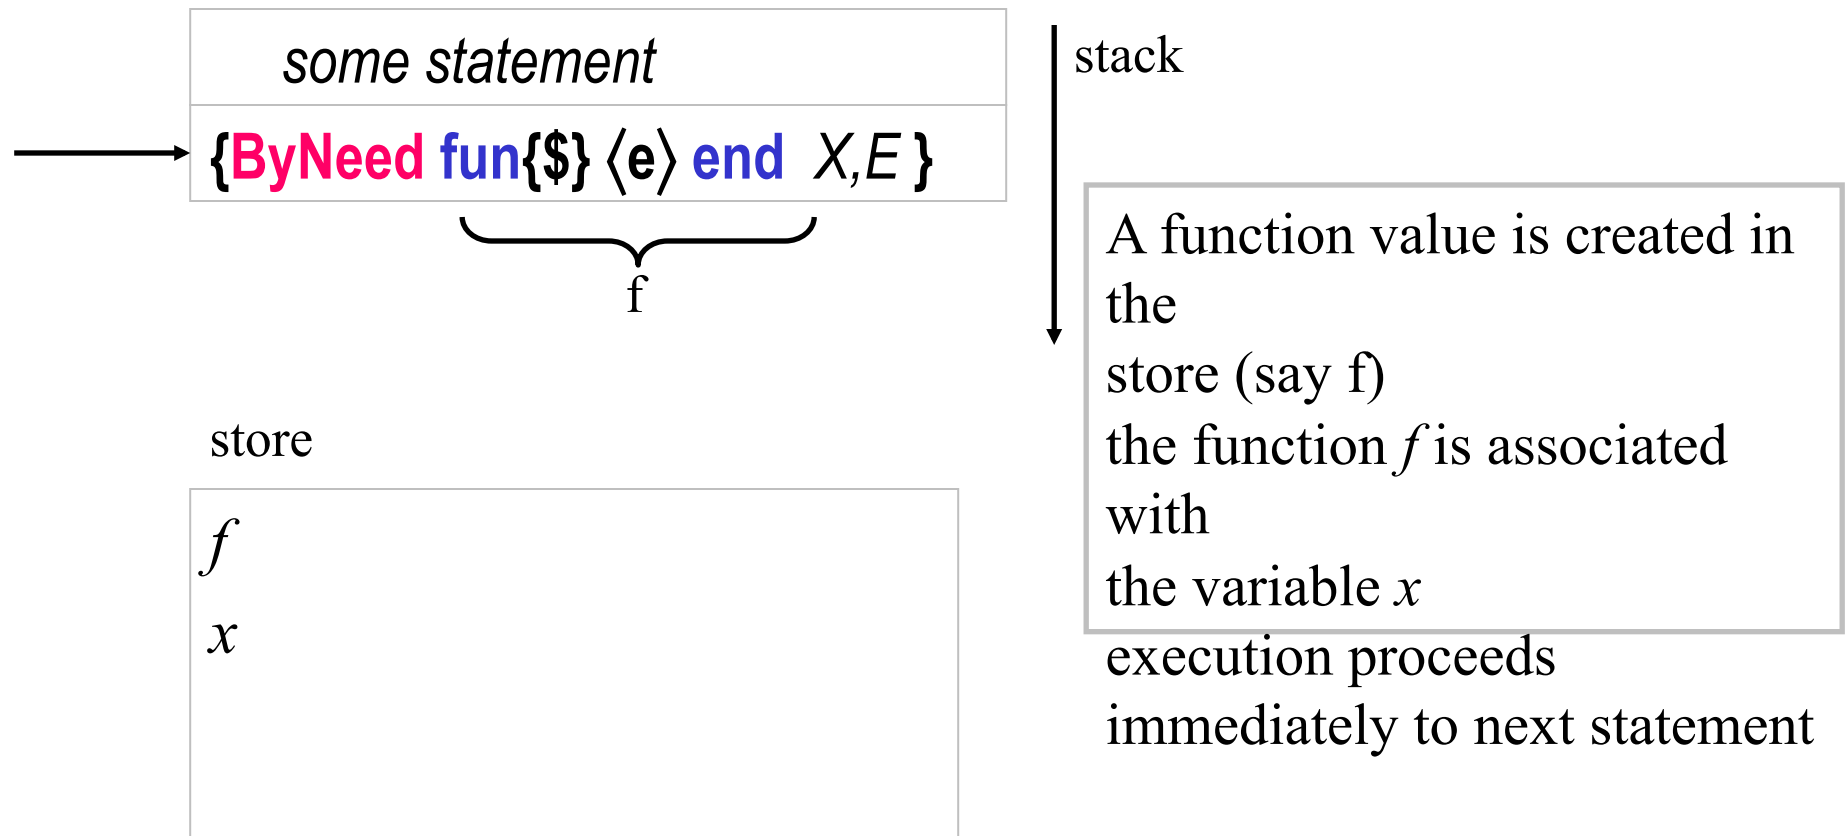 some statement
{ByNeed fun{$} ⟨e⟩ end X,E }
f
stack
A function value is created in
the
store (say f)
the function f is associated
with
the variable x
execution proceeds
immediately to next statement
store
f
x